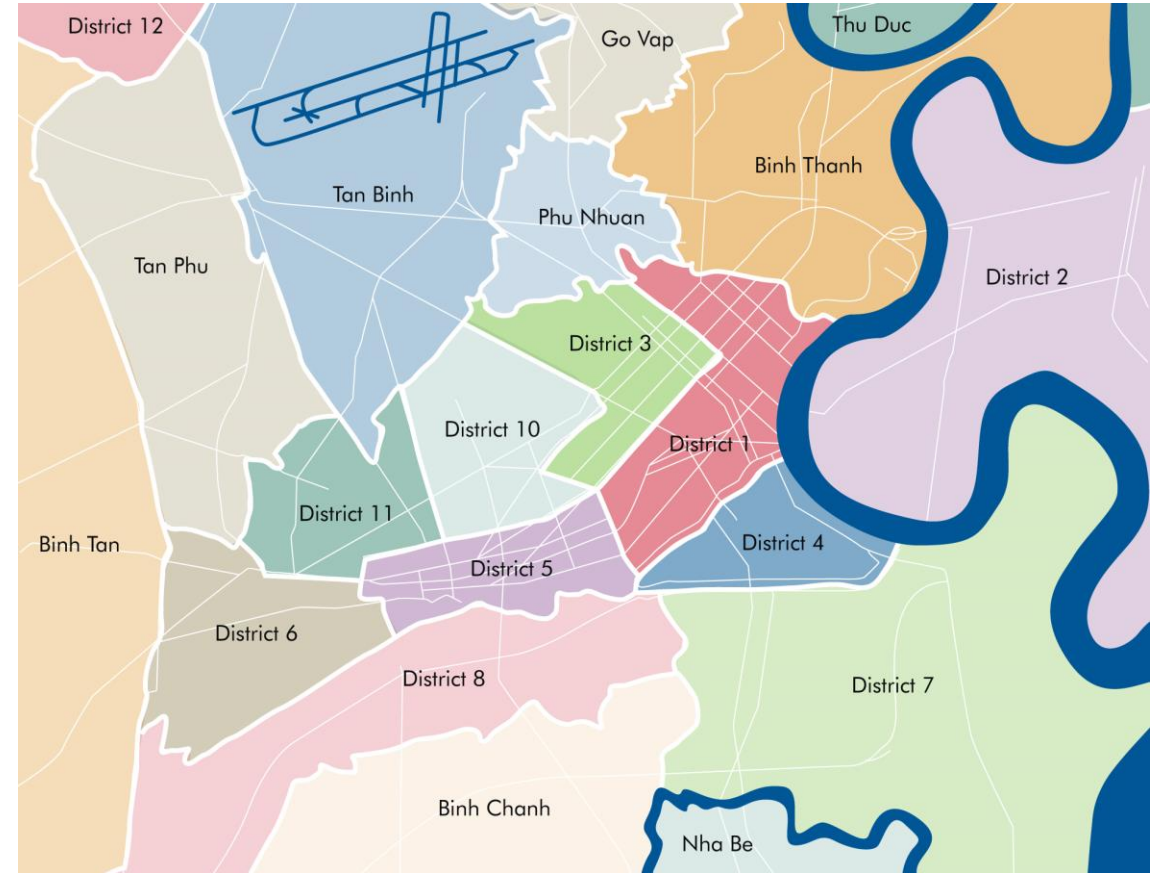 District 12
Thu Duc
Go Vap
Binh Thanh
Tan Binh
Phu Nhuan
Tan Phu
District 2
District 3
District 10
District 1
District 11
Binh Tan
District 4
District 5
District 6
District 8
District 7
Binh Chanh
Nha Be